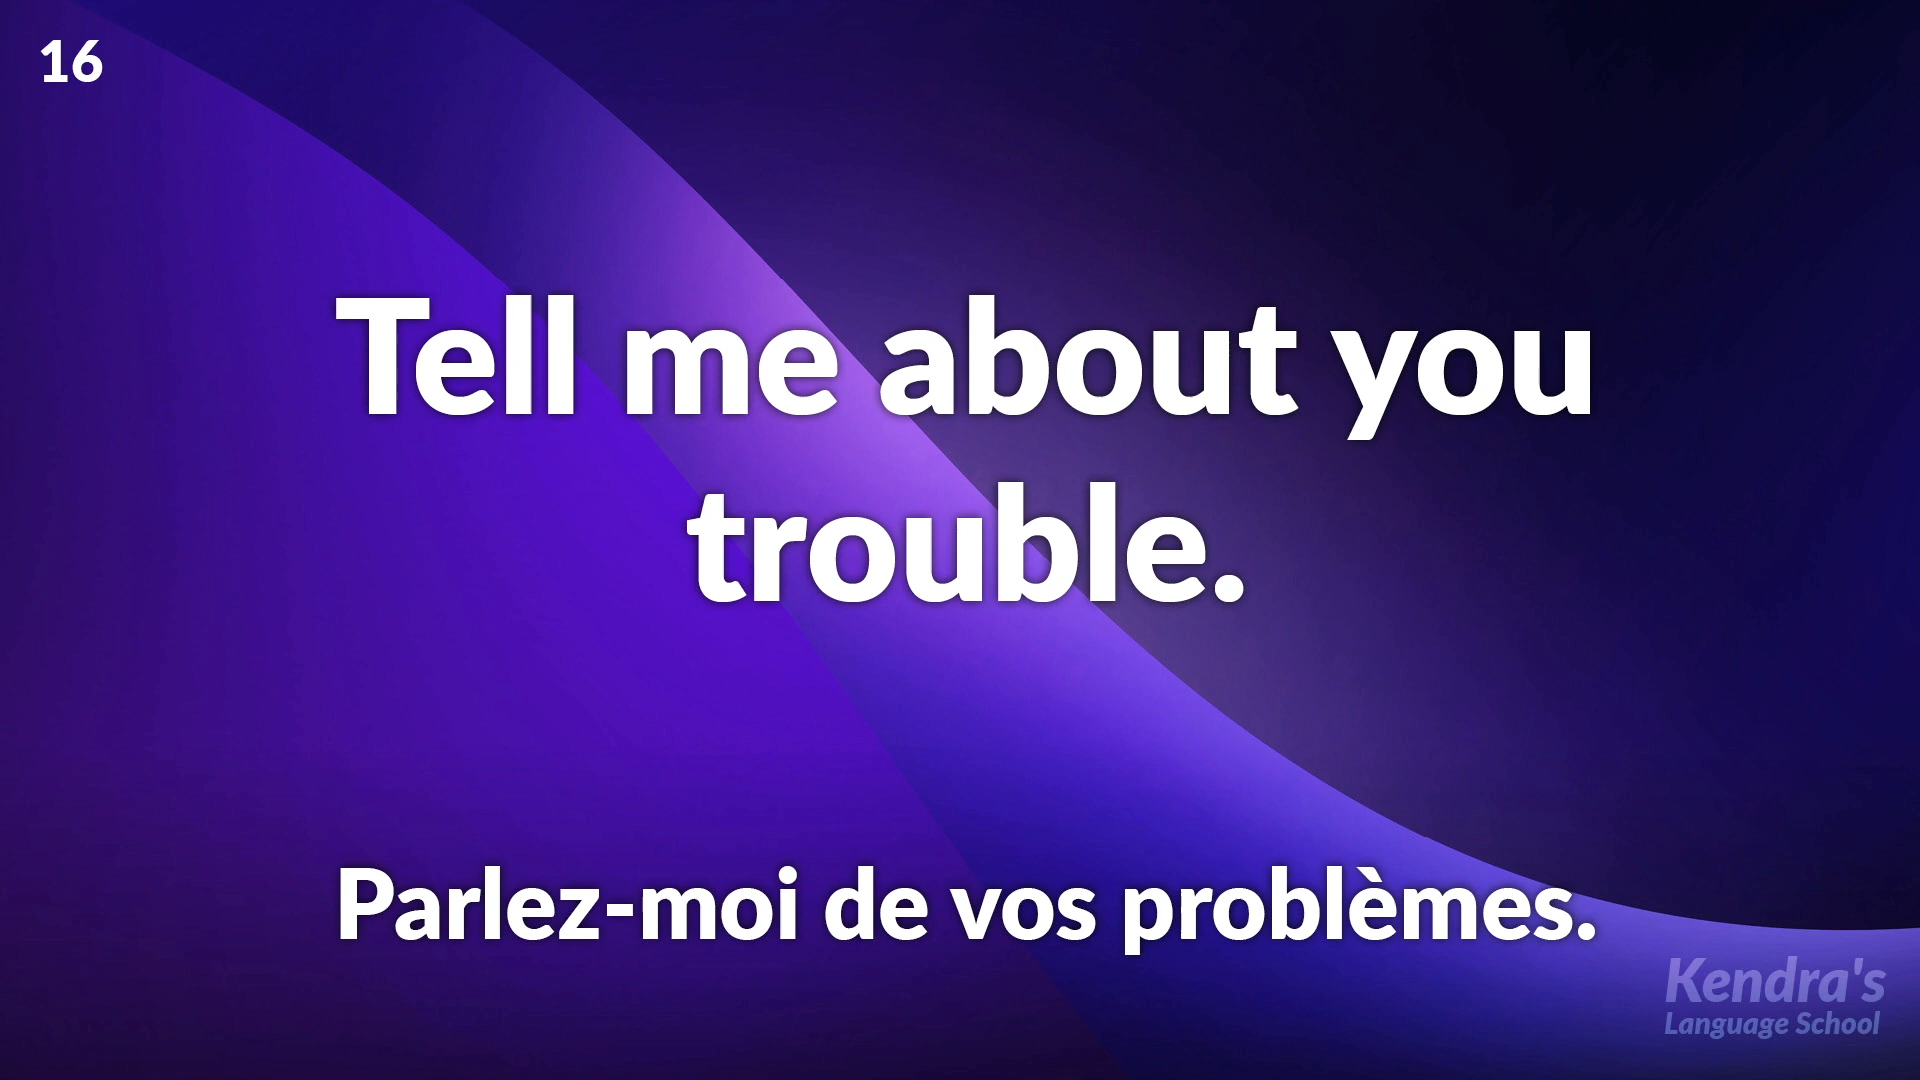 16
Tell me about you
trouble.
Parlez-moi de vos problèmes.
Kendra's
Language School